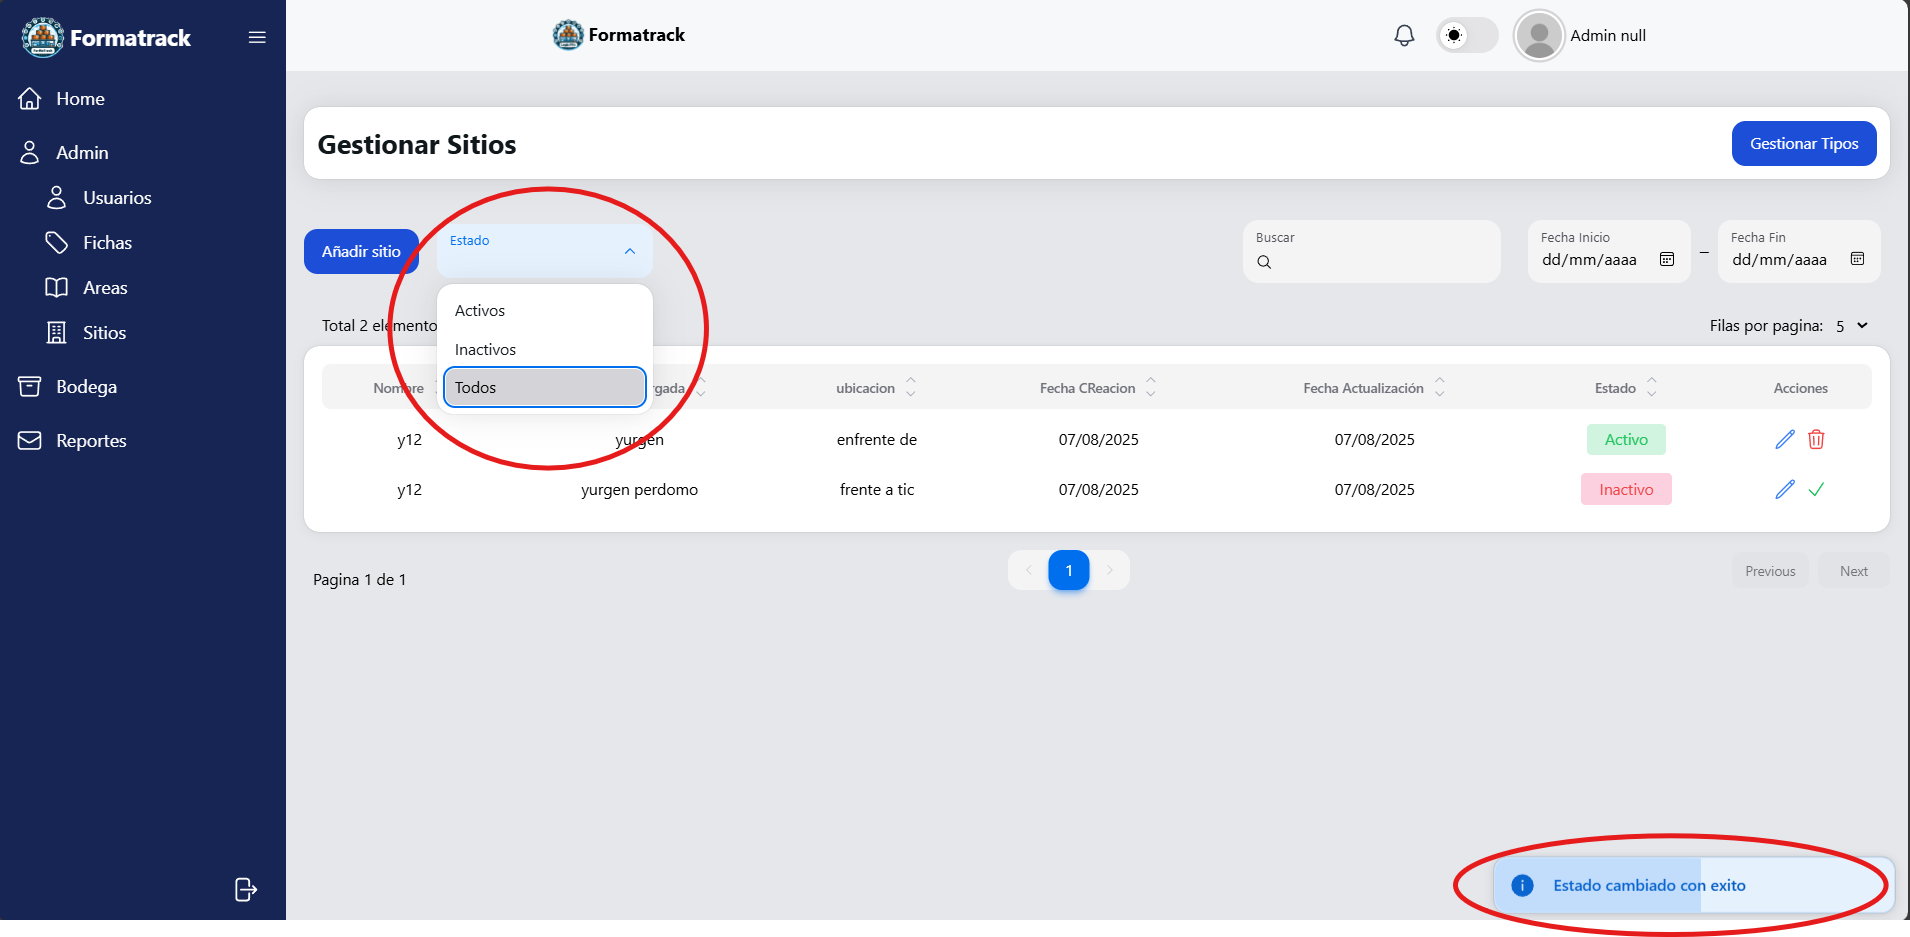 Formatrack
Home
Admin
Usuarios
Fichas
Areas
Sitios
Bodega
Reportes
Formatrack
Admin null
Gestionar Sitios
Gestionar Tipos
Añadir sitio
Estado
Activos
Inactivos
Todos
Buscar
Fecha Inicio
dd/mm/aaaa
–
Fecha Fin
dd/mm/aaaa
Total 2 elemento
Filas por pagina: 5
Nombre rgada ubicacion Fecha CReacion Fecha Actualización Estado Acciones
y12 yurgen enfrente de 07/08/2025 07/08/2025 Activo
y12 yurgen perdomo frente a tic 07/08/2025 07/08/2025 Inactivo
Pagina 1 de 1
1
Previous
Next
Estado cambiado con exito